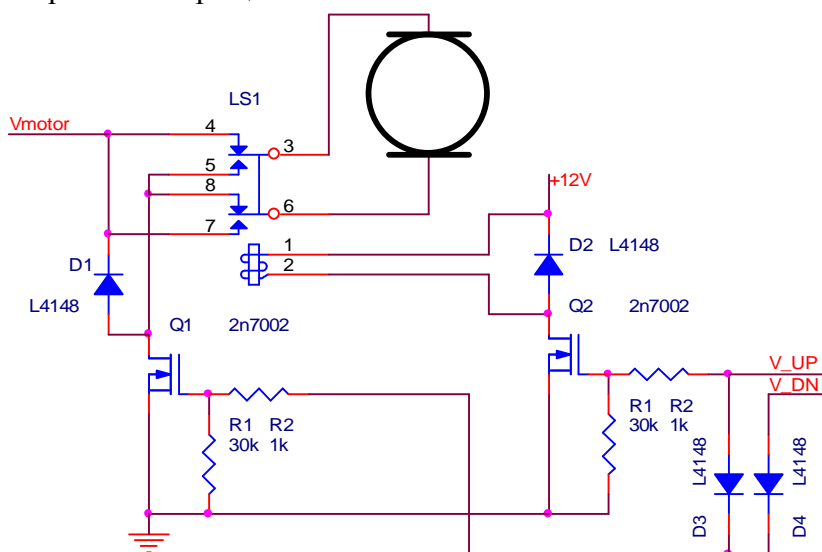 LS1
Vmotor
4
3
5
8
6
7
+12V
1
2
D1
D2 L4148
L4148
Q1 2n7002
Q2 2n7002
V_UP
V_DN
R1 R2
30k 1k
R1 R2
30k 1k
L4148
L4148
D3
D4